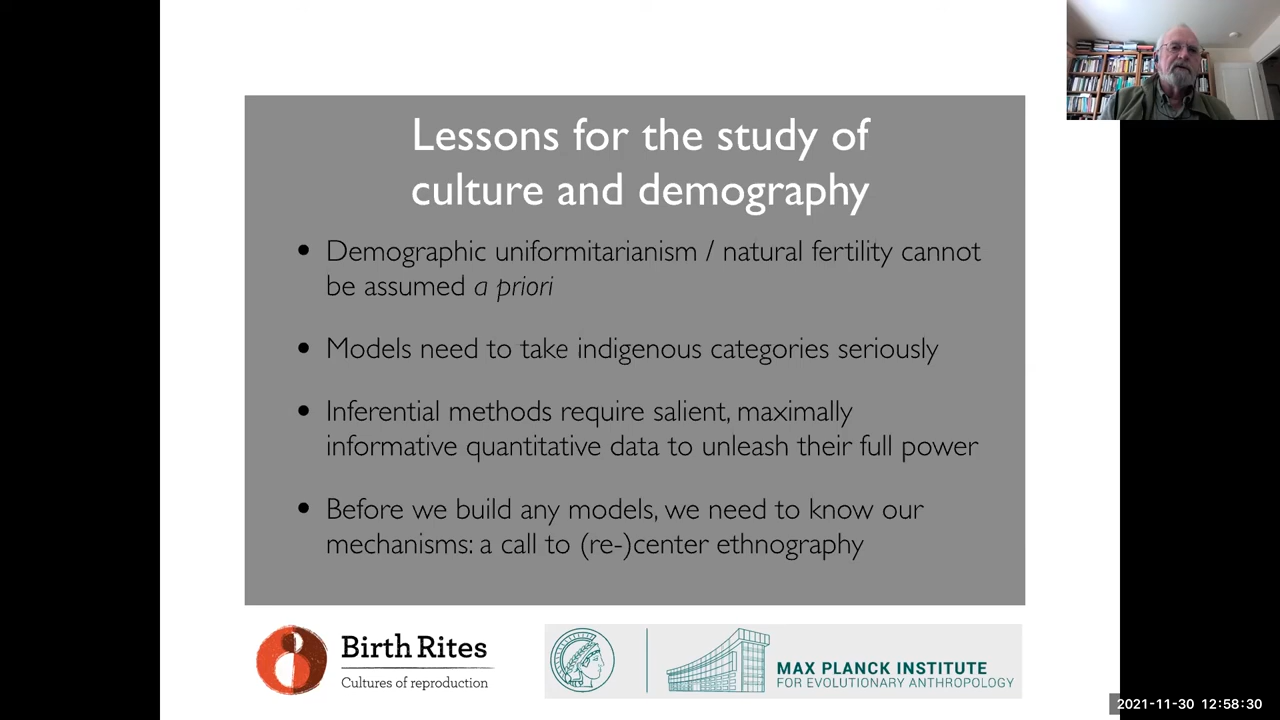 Lessons for the study of
culture and demography
• Demographic uniformitarianism / natural fertility cannot
be assumed a priori
• Models need to take indigenous categories seriously
• Inferential methods require salient, maximally
informative quantitative data to unleash their full power
• Before we build any models, we need to know our
mechanisms: a call to (re-)center ethnography
Birth Rites
Cultures of reproduction
MAX PLANCK INSTITUTE
FOR EVOLUTIONARY ANTHROPOLOGY
2021-11-30 12:58:30